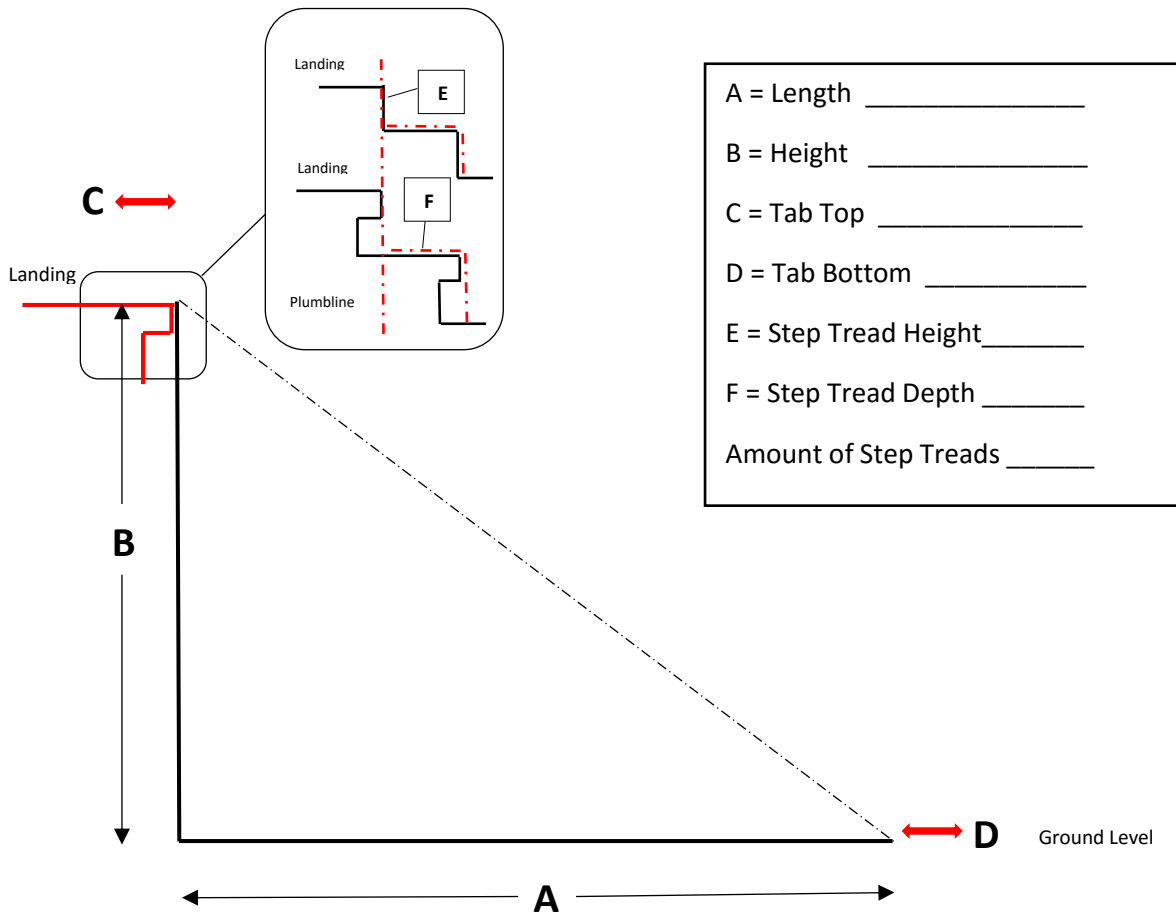 Landing
E
Landing
F
Plumbline
C
Landing
B
D
Ground Level
A
A = Length _______________
B = Height _______________
C = Tab Top ______________
D = Tab Bottom ___________
E = Step Tread Height_______
F = Step Tread Depth _______
Amount of Step Treads ______